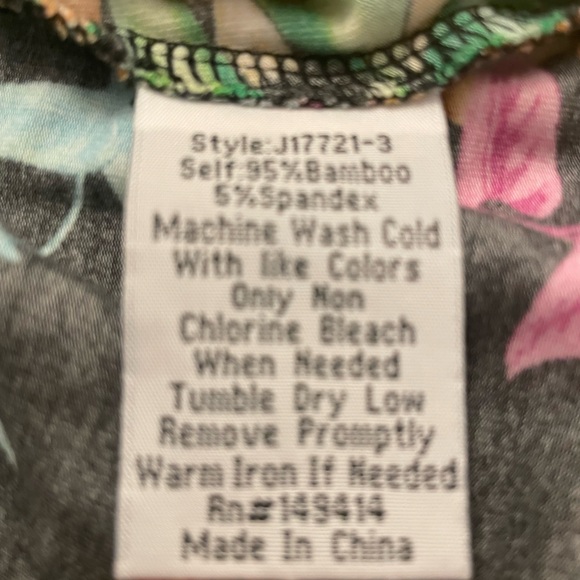 Style:J17721-3
Self:95%Bamboo
5%Spandex
Machine Wash Cold
With like Colors
Only Non
Chlorine Bleach
When Needed
Tumble Dry Low
Remove Promptly
Warm Iron If Needed
Rn#149414
Made In China